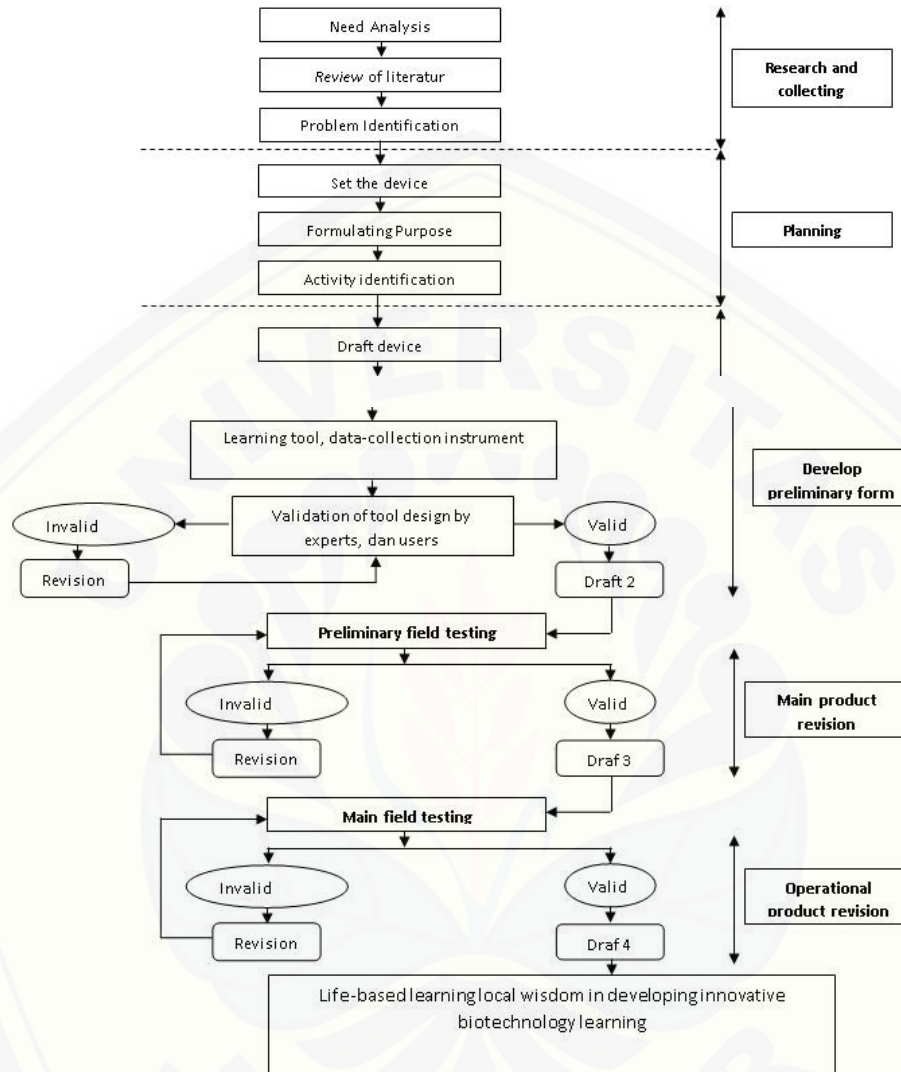 Need Analysis
Review of literatur
Problem Identification
Research and
collecting
Set the device
Formulating Purpose
Activity identification
Planning
Draft device
Learning tool, data-collection instrument
Validation of tool design by
experts, dan users
Invalid
Revision
Valid
Draft 2
Develop
preliminary form
Preliminary field testing
Invalid
Revision
Valid
Draf 3
Main product
revision
Main field testing
Invalid
Revision
Valid
Draf 4
Operational
product revision
Life-based learning local wisdom in developing innovative
biotechnology learning
UNIVERSITAS